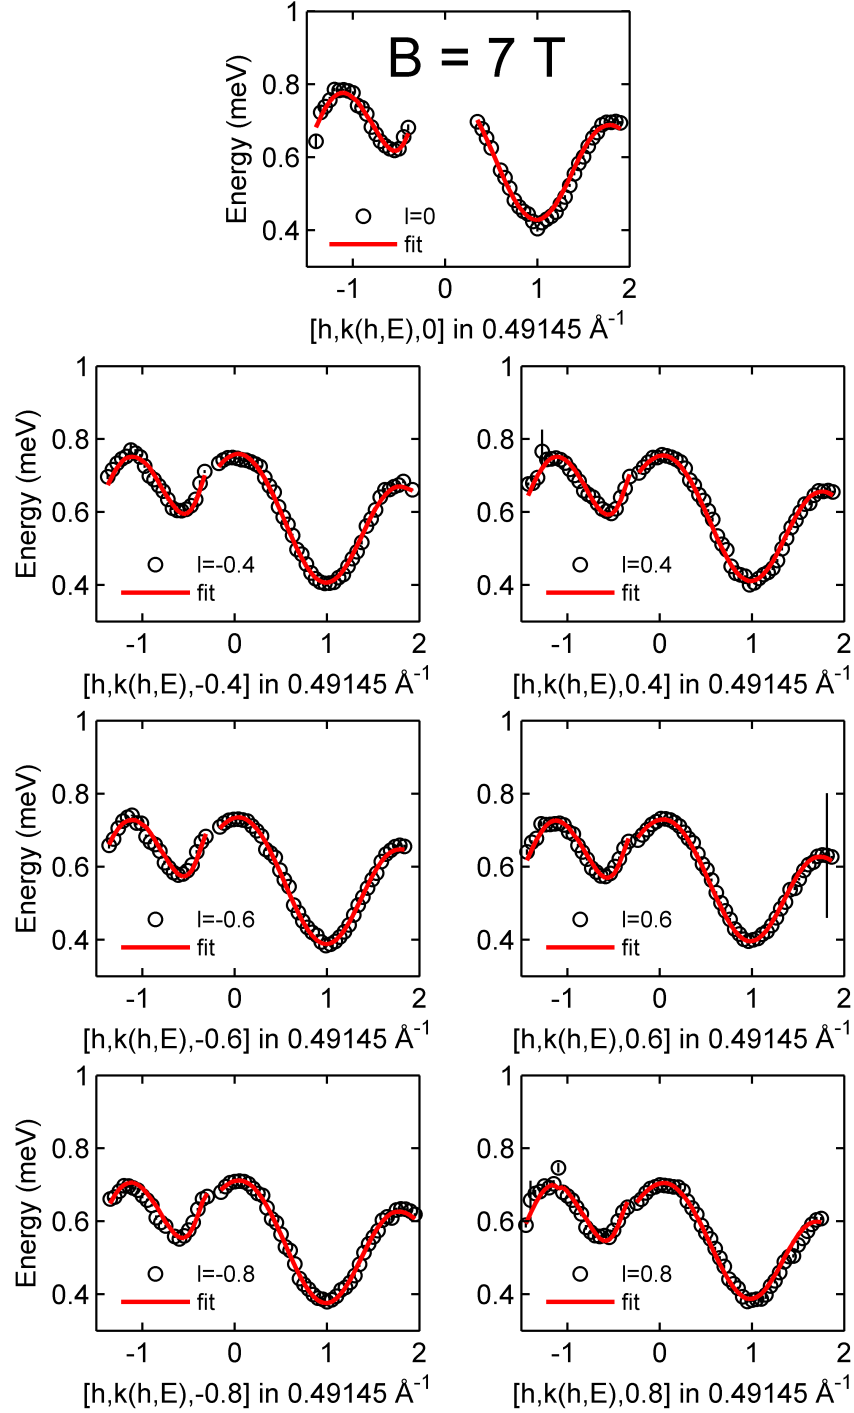 B = 7 T
1
0.8
0.6
0.4
Energy (meV)
l=0
fit
-1 0 1 2
[h,k(h,E),0] in 0.49145 Å-1
1
0.8
0.6
0.4
Energy (meV)
l=-0.4
fit
-1 0 1 2
[h,k(h,E),-0.4] in 0.49145 Å-1
1
0.8
0.6
0.4
l=0.4
fit
-1 0 1 2
[h,k(h,E),0.4] in 0.49145 Å-1
1
0.8
0.6
0.4
Energy (meV)
l=-0.6
fit
-1 0 1 2
[h,k(h,E),-0.6] in 0.49145 Å-1
1
0.8
0.6
0.4
l=0.6
fit
-1 0 1 2
[h,k(h,E),0.6] in 0.49145 Å-1
1
0.8
0.6
0.4
Energy (meV)
l=-0.8
fit
-1 0 1 2
[h,k(h,E),-0.8] in 0.49145 Å-1
1
0.8
0.6
0.4
l=0.8
fit
-1 0 1 2
[h,k(h,E),0.8] in 0.49145 Å-1